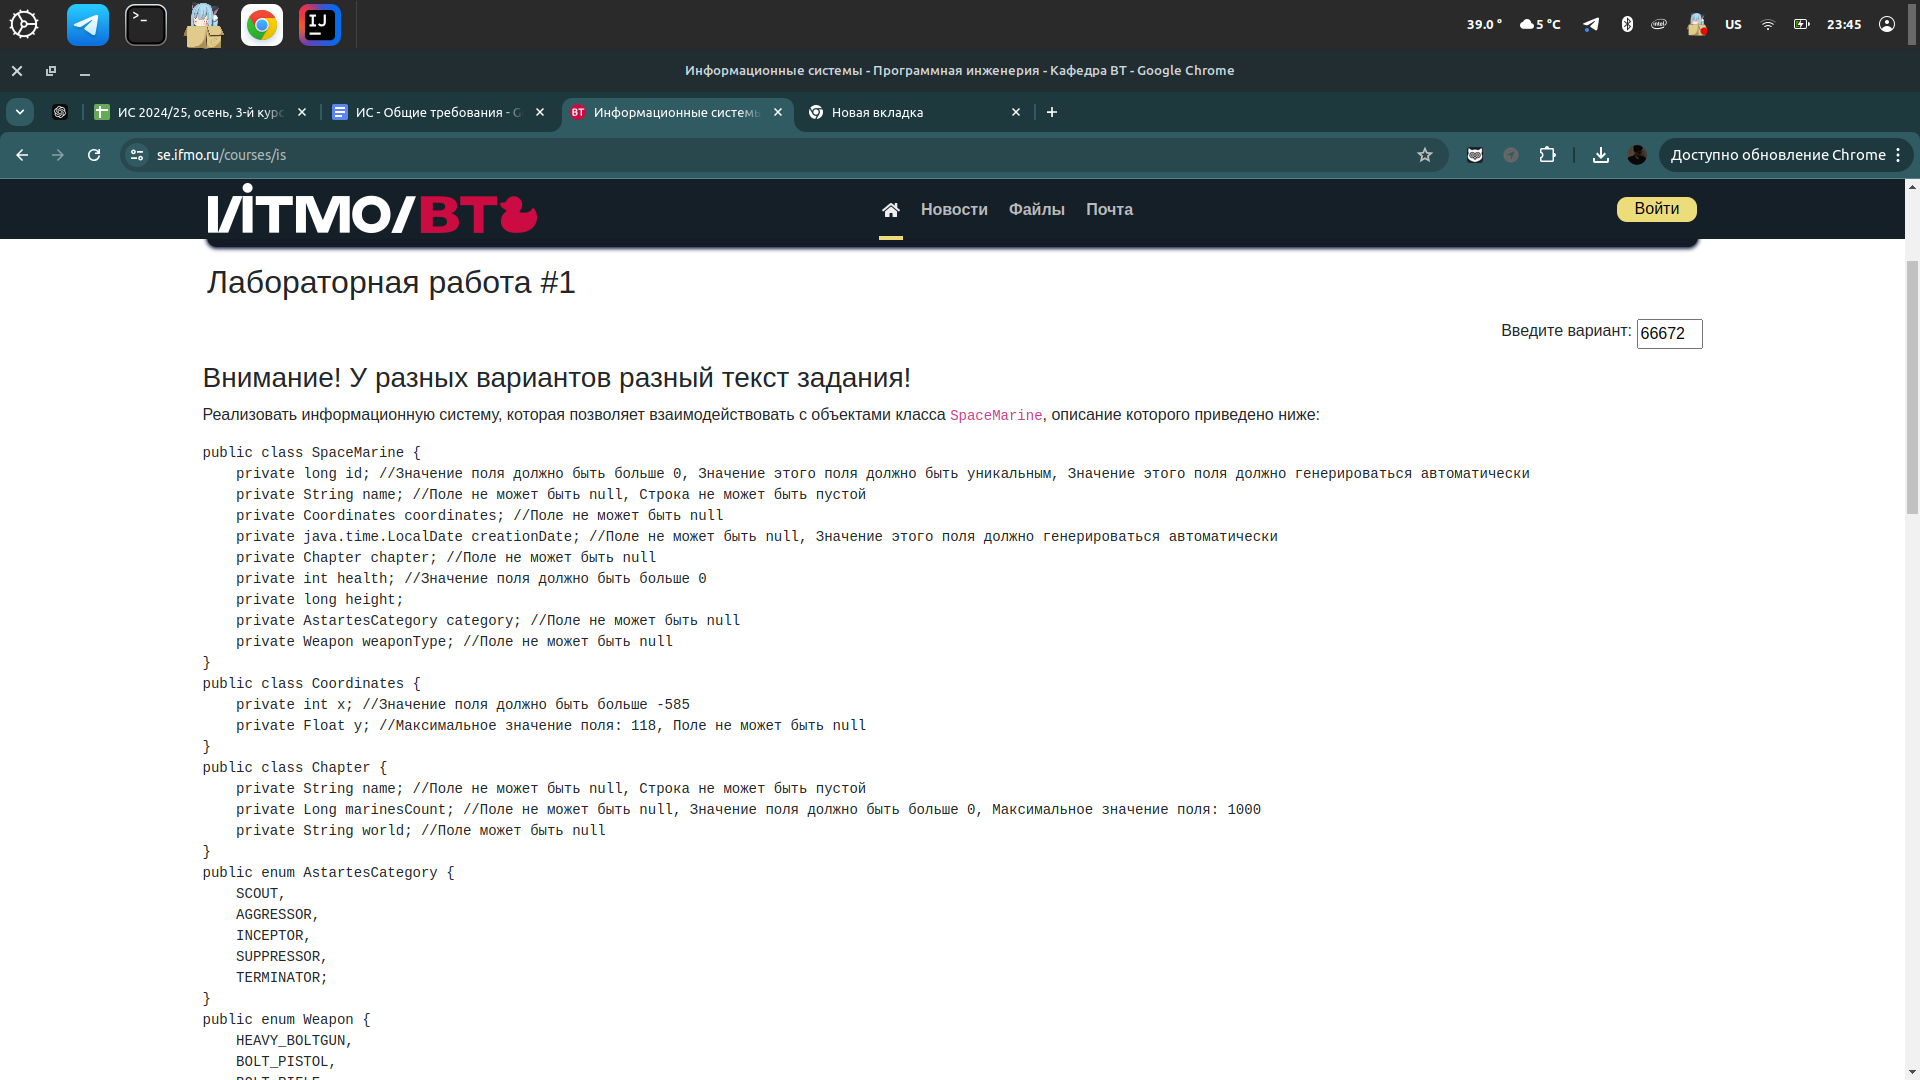 39.0 °
5 °C
US
23:45
Информационные системы - Программная инженерия - Кафедра ВТ - Google Chrome
ИС 2024/25, осень, 3-й курс
ИС - Общие требования - G
ВТ
Информационные системы
Новая вкладка
se.ifmo.ru/courses/is
Доступно обновление Chrome
ИTMO/ВТ
Новости
Файлы
Почта
Войти
Лабораторная работа #1
Введите вариант: 66672
Внимание! У разных вариантов разный текст задания!
Реализовать информационную систему, которая позволяет взаимодействовать с объектами класса SpaceMarine, описание которого приведено ниже:
public class SpaceMarine {
    private long id; //Значение поля должно быть больше 0, Значение этого поля должно быть уникальным, Значение этого поля должно генерироваться автоматически
    private String name; //Поле не может быть null, Строка не может быть пустой
    private Coordinates coordinates; //Поле не может быть null
    private java.time.LocalDate creationDate; //Поле не может быть null, Значение этого поля должно генерироваться автоматически
    private Chapter chapter; //Поле не может быть null
    private int health; //Значение поля должно быть больше 0
    private long height;
    private AstartesCategory category; //Поле не может быть null
    private Weapon weaponType; //Поле не может быть null
}
public class Coordinates {
    private int x; //Значение поля должно быть больше -585
    private Float y; //Максимальное значение поля: 118, Поле не может быть null
}
public class Chapter {
    private String name; //Поле не может быть null, Строка не может быть пустой
    private Long marinesCount; //Поле не может быть null, Значение поля должно быть больше 0, Максимальное значение поля: 1000
    private String world; //Поле может быть null
}
public enum AstartesCategory {
    SCOUT,
    AGGRESSOR,
    INCEPTOR,
    SUPPRESSOR,
    TERMINATOR;
}
public enum Weapon {
    HEAVY_BOLTGUN,
    BOLT_PISTOL,